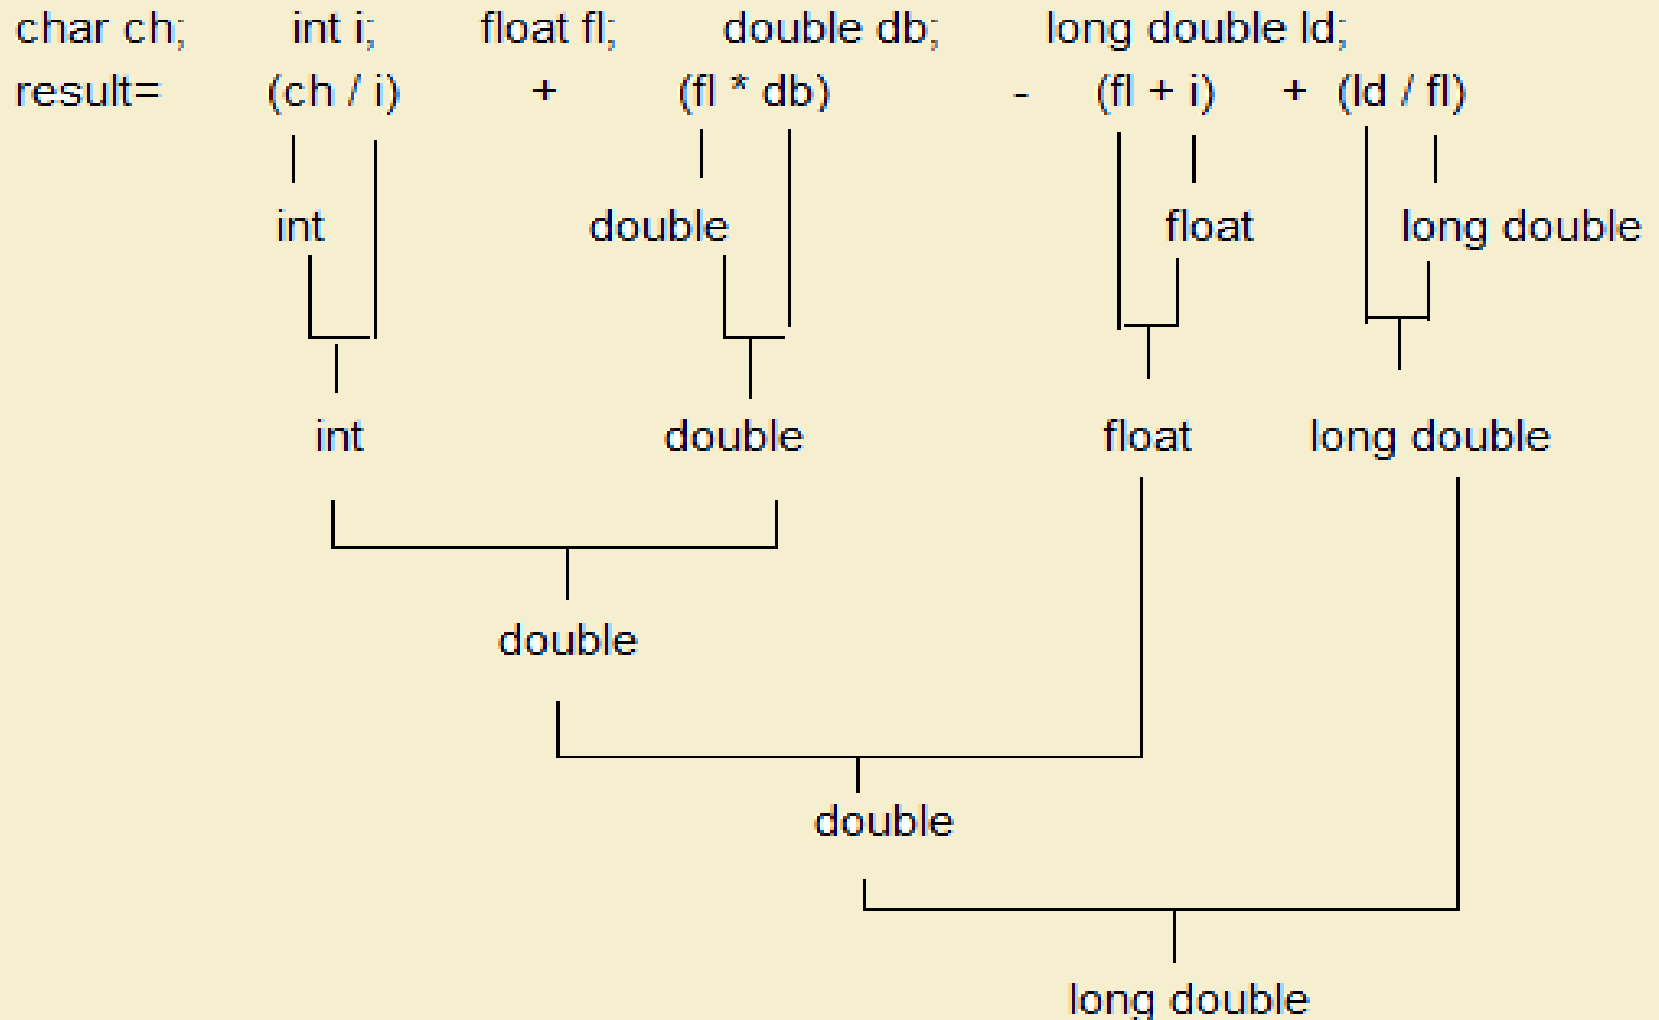 char ch; int i; float fl; double db; long double ld;
result= (ch / i) + (fl * db) - (fl + i) + (ld / fl)
int double float long double
int double float long double
double
double
long double